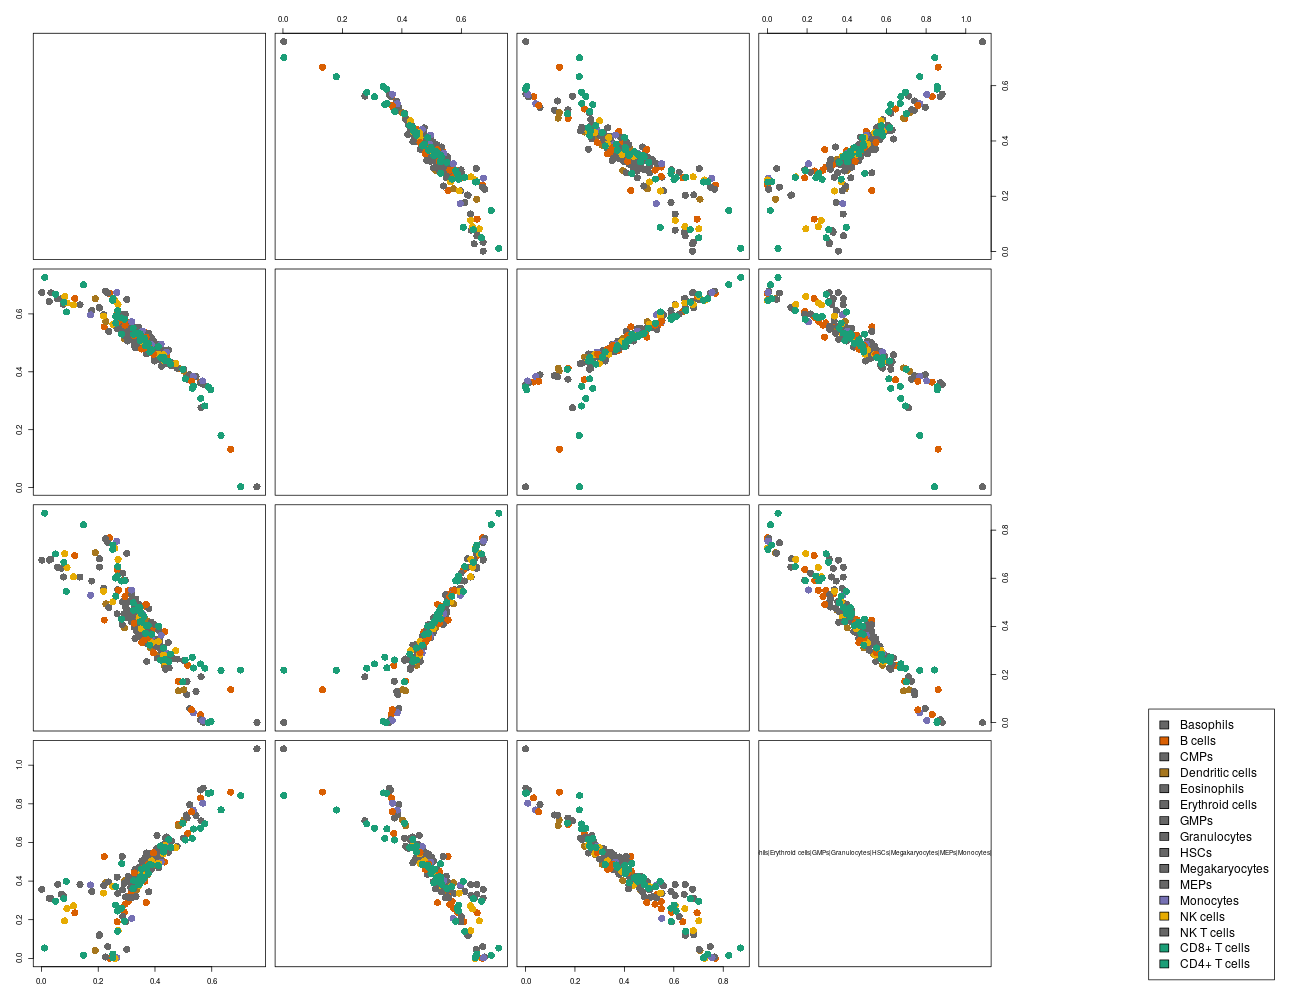 0.0 0.2 0.4 0.6
0.0 0.2 0.4 0.6 0.8 1.0
0.0 0.2 0.4 0.6
0.0 0.2 0.4 0.6
0.0 0.2 0.4 0.6 0.8
0.0 0.2 0.4 0.6 0.8 1.0
hils|Erythroid cells|GMPs|Granulocytes|HSCs|Megakaryocytes|MEPs|Monocytes|
0.0 0.2 0.4 0.6
0.0 0.2 0.4 0.6 0.8
Basophils
B cells
CMPs
Dendritic cells
Eosinophils
Erythroid cells
GMPs
Granulocytes
HSCs
Megakaryocytes
MEPs
Monocytes
NK cells
NK T cells
CD8+ T cells
CD4+ T cells